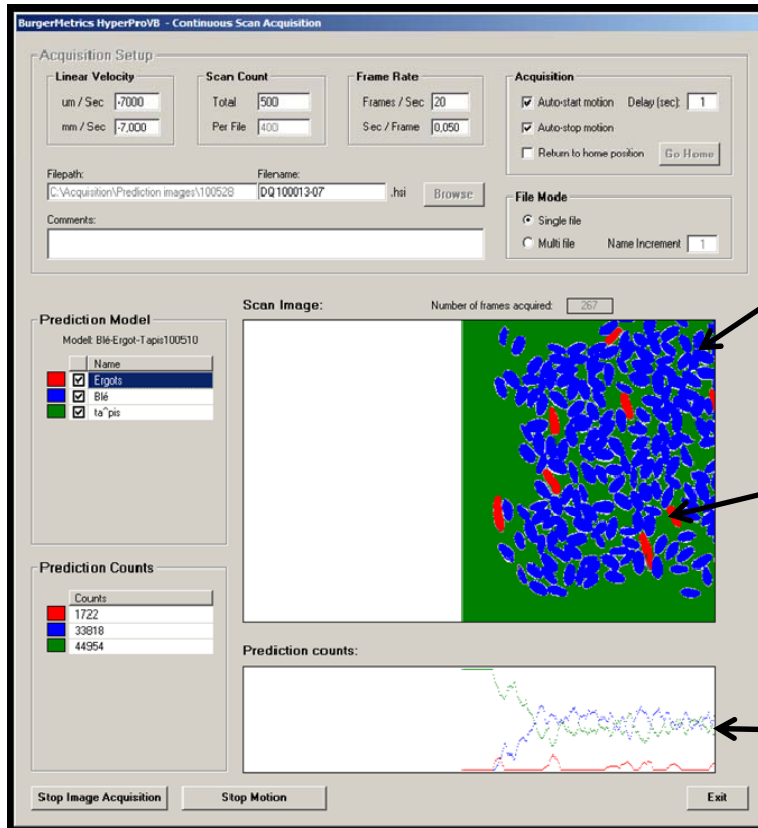 BurgerMetrics HyperProVB - Continuous Scan Acquisition
Acquisition Setup
Linear Velocity
um / Sec -7000
mm / Sec -7,000
Scan Count
Total 500
Per File 400
Frame Rate
Frames / Sec 20
Sec / Frame 0,050
Acquisition
Auto-start motion Delay (sec): 1
Auto-stop motion
Return to home position Go Home
Filepath: Filename:
C:\Acquisition\Prediction images\100528 DQ100013-07 .hsi Browse
Comments:
File Mode
Single file
Multi file Name Increment 1
Prediction Model
Model: Blé-Ergot-Tapis100510
Name
Ergots
Blé
ta^pis
Scan Image: Number of frames acquired: 267
Prediction Counts
Counts
1722
33818
44954
Prediction counts:
Stop Image Acquisition Stop Motion Exit